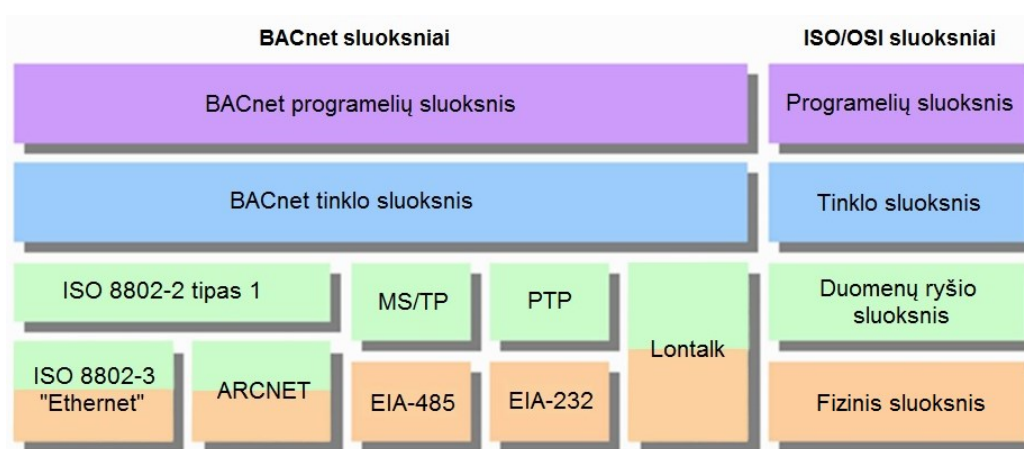 BACnet sluoksniai
ISO/OSI sluoksniai
BACnet programelių sluoksnis
Programelių sluoksnis
BACnet tinklo sluoksnis
Tinklo sluoksnis
ISO 8802-2 tipas 1
MS/TP
PTP
Lontalk
Duomenų ryšio
sluoksnis
ISO 8802-3
"Ethernet"
ARCNET
EIA-485
EIA-232
Fizinis sluoksnis